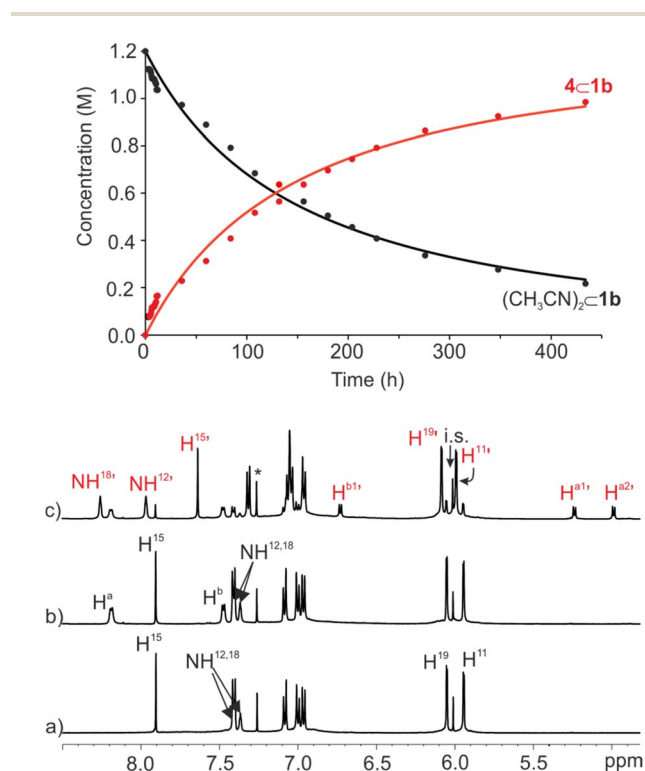 1.2
1.0
0.8
0.6
0.4
0.2
0.0
Concentration (M)
4⊂1b
(CH₃CN)₂⊂1b
0 100 200 300 400
Time (h)
c)
NH¹⁸'
NH¹²'
H¹⁵'
*
Hᵇ¹'
H¹⁹'
i.s.
H¹¹'
Hᵃ¹'
Hᵃ²'
b)
Hᵃ
H¹⁵
Hᵇ
NH¹²,¹⁸
a)
H¹⁵
NH¹²,¹⁸
H¹⁹
H¹¹
8.0 7.5 7.0 6.5 6.0 5.5 ppm